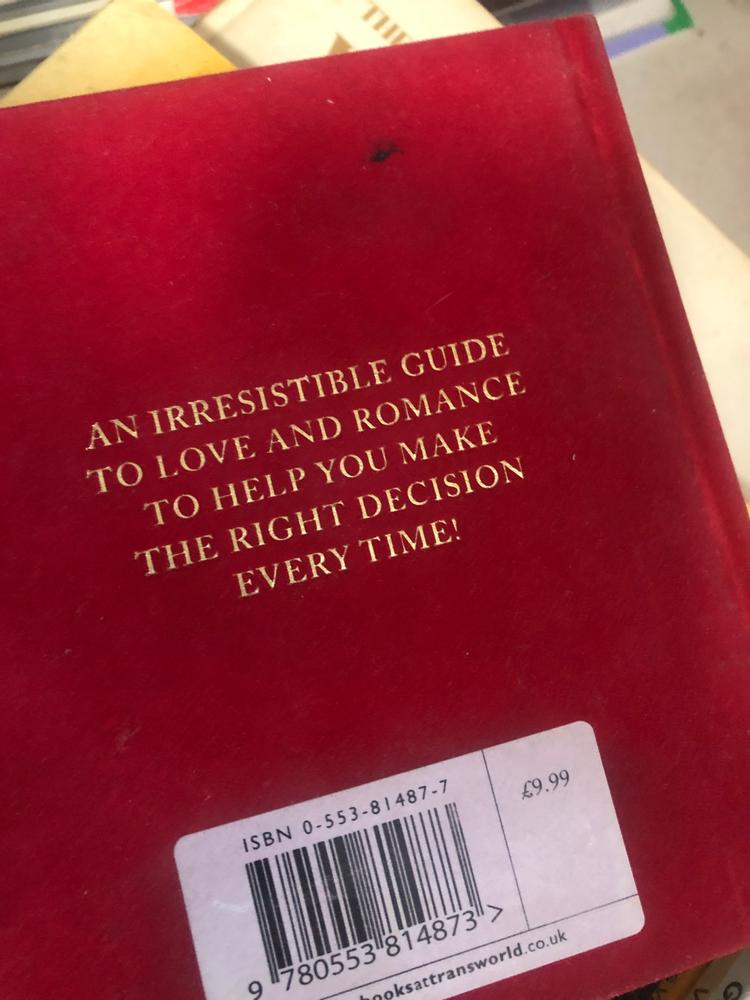 THE
AN IRRESISTIBLE GUIDE
TO LOVE AND ROMANCE
TO HELP YOU MAKE
THE RIGHT DECISION
EVERY TIME!
ISBN 0-553-81487-7
£9.99
9 780553 814873 >
booksattransworld.co.uk